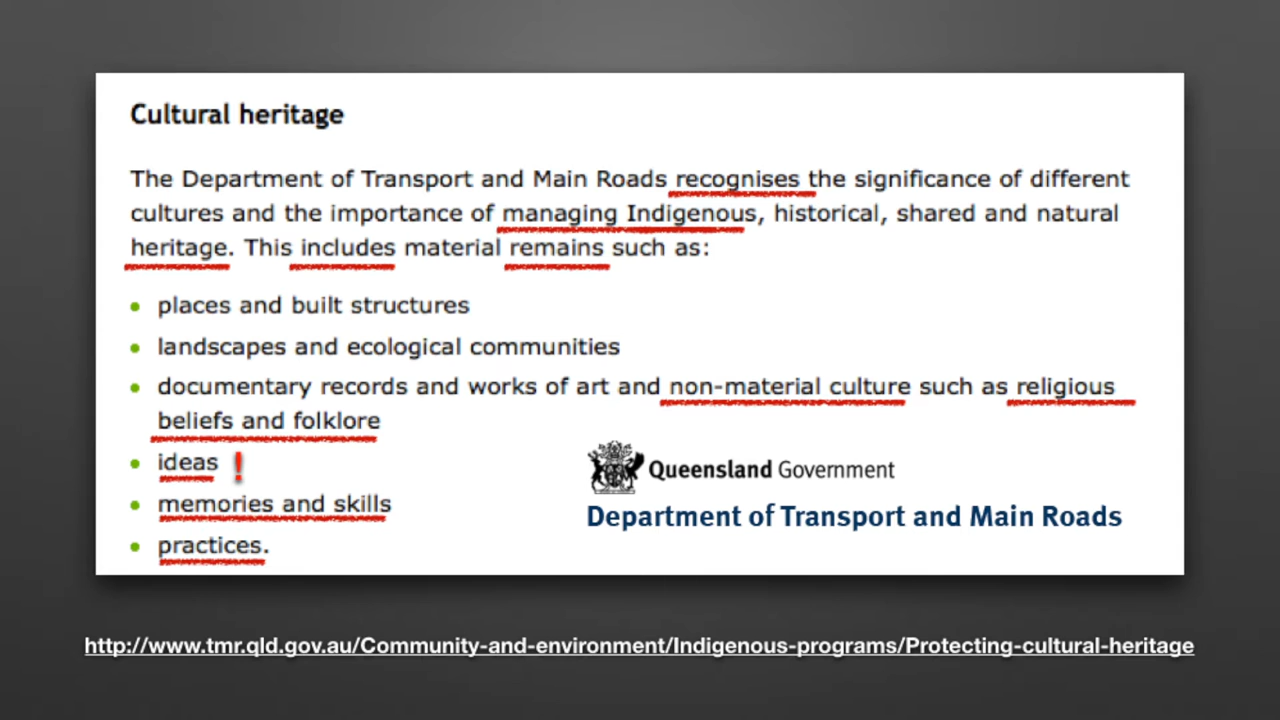 Cultural heritage
The Department of Transport and Main Roads recognises the significance of different
cultures and the importance of managing Indigenous, historical, shared and natural
heritage. This includes material remains such as:
• places and built structures
• landscapes and ecological communities
• documentary records and works of art and non-material culture such as religious
beliefs and folklore
• ideas !
• memories and skills
• practices.
Queensland Government
Department of Transport and Main Roads
http://www.tmr.qld.gov.au/Community-and-environment/Indigenous-programs/Protecting-cultural-heritage